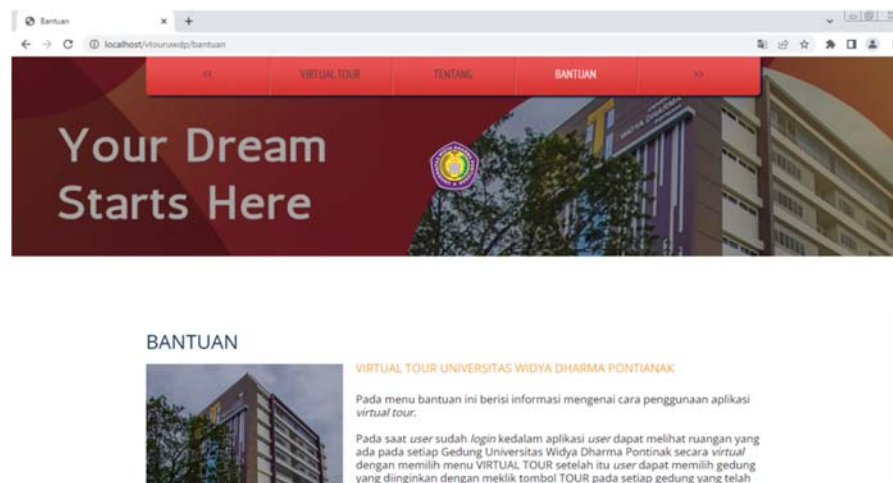 Bantuan
localhost/vtouruwdp/bantuan
<< VIRTUAL TOUR TENTANG BANTUAN >>
Your Dream
Starts Here
WIDYA DHARMA
BANTUAN
VIRTUAL TOUR UNIVERSITAS WIDYA DHARMA PONTIANAK
Pada menu bantuan ini berisi informasi mengenai cara penggunaan aplikasi
virtual tour.
Pada saat user sudah login kedalam aplikasi user dapat melihat ruangan yang
ada pada setiap Gedung Universitas Widya Dharma Pontinak secara virtual
dengan memilih menu VIRTUAL TOUR setelah itu user dapat memilih gedung
yang diinginkan dengan meklik tombol TOUR pada setiap gedung yang telah